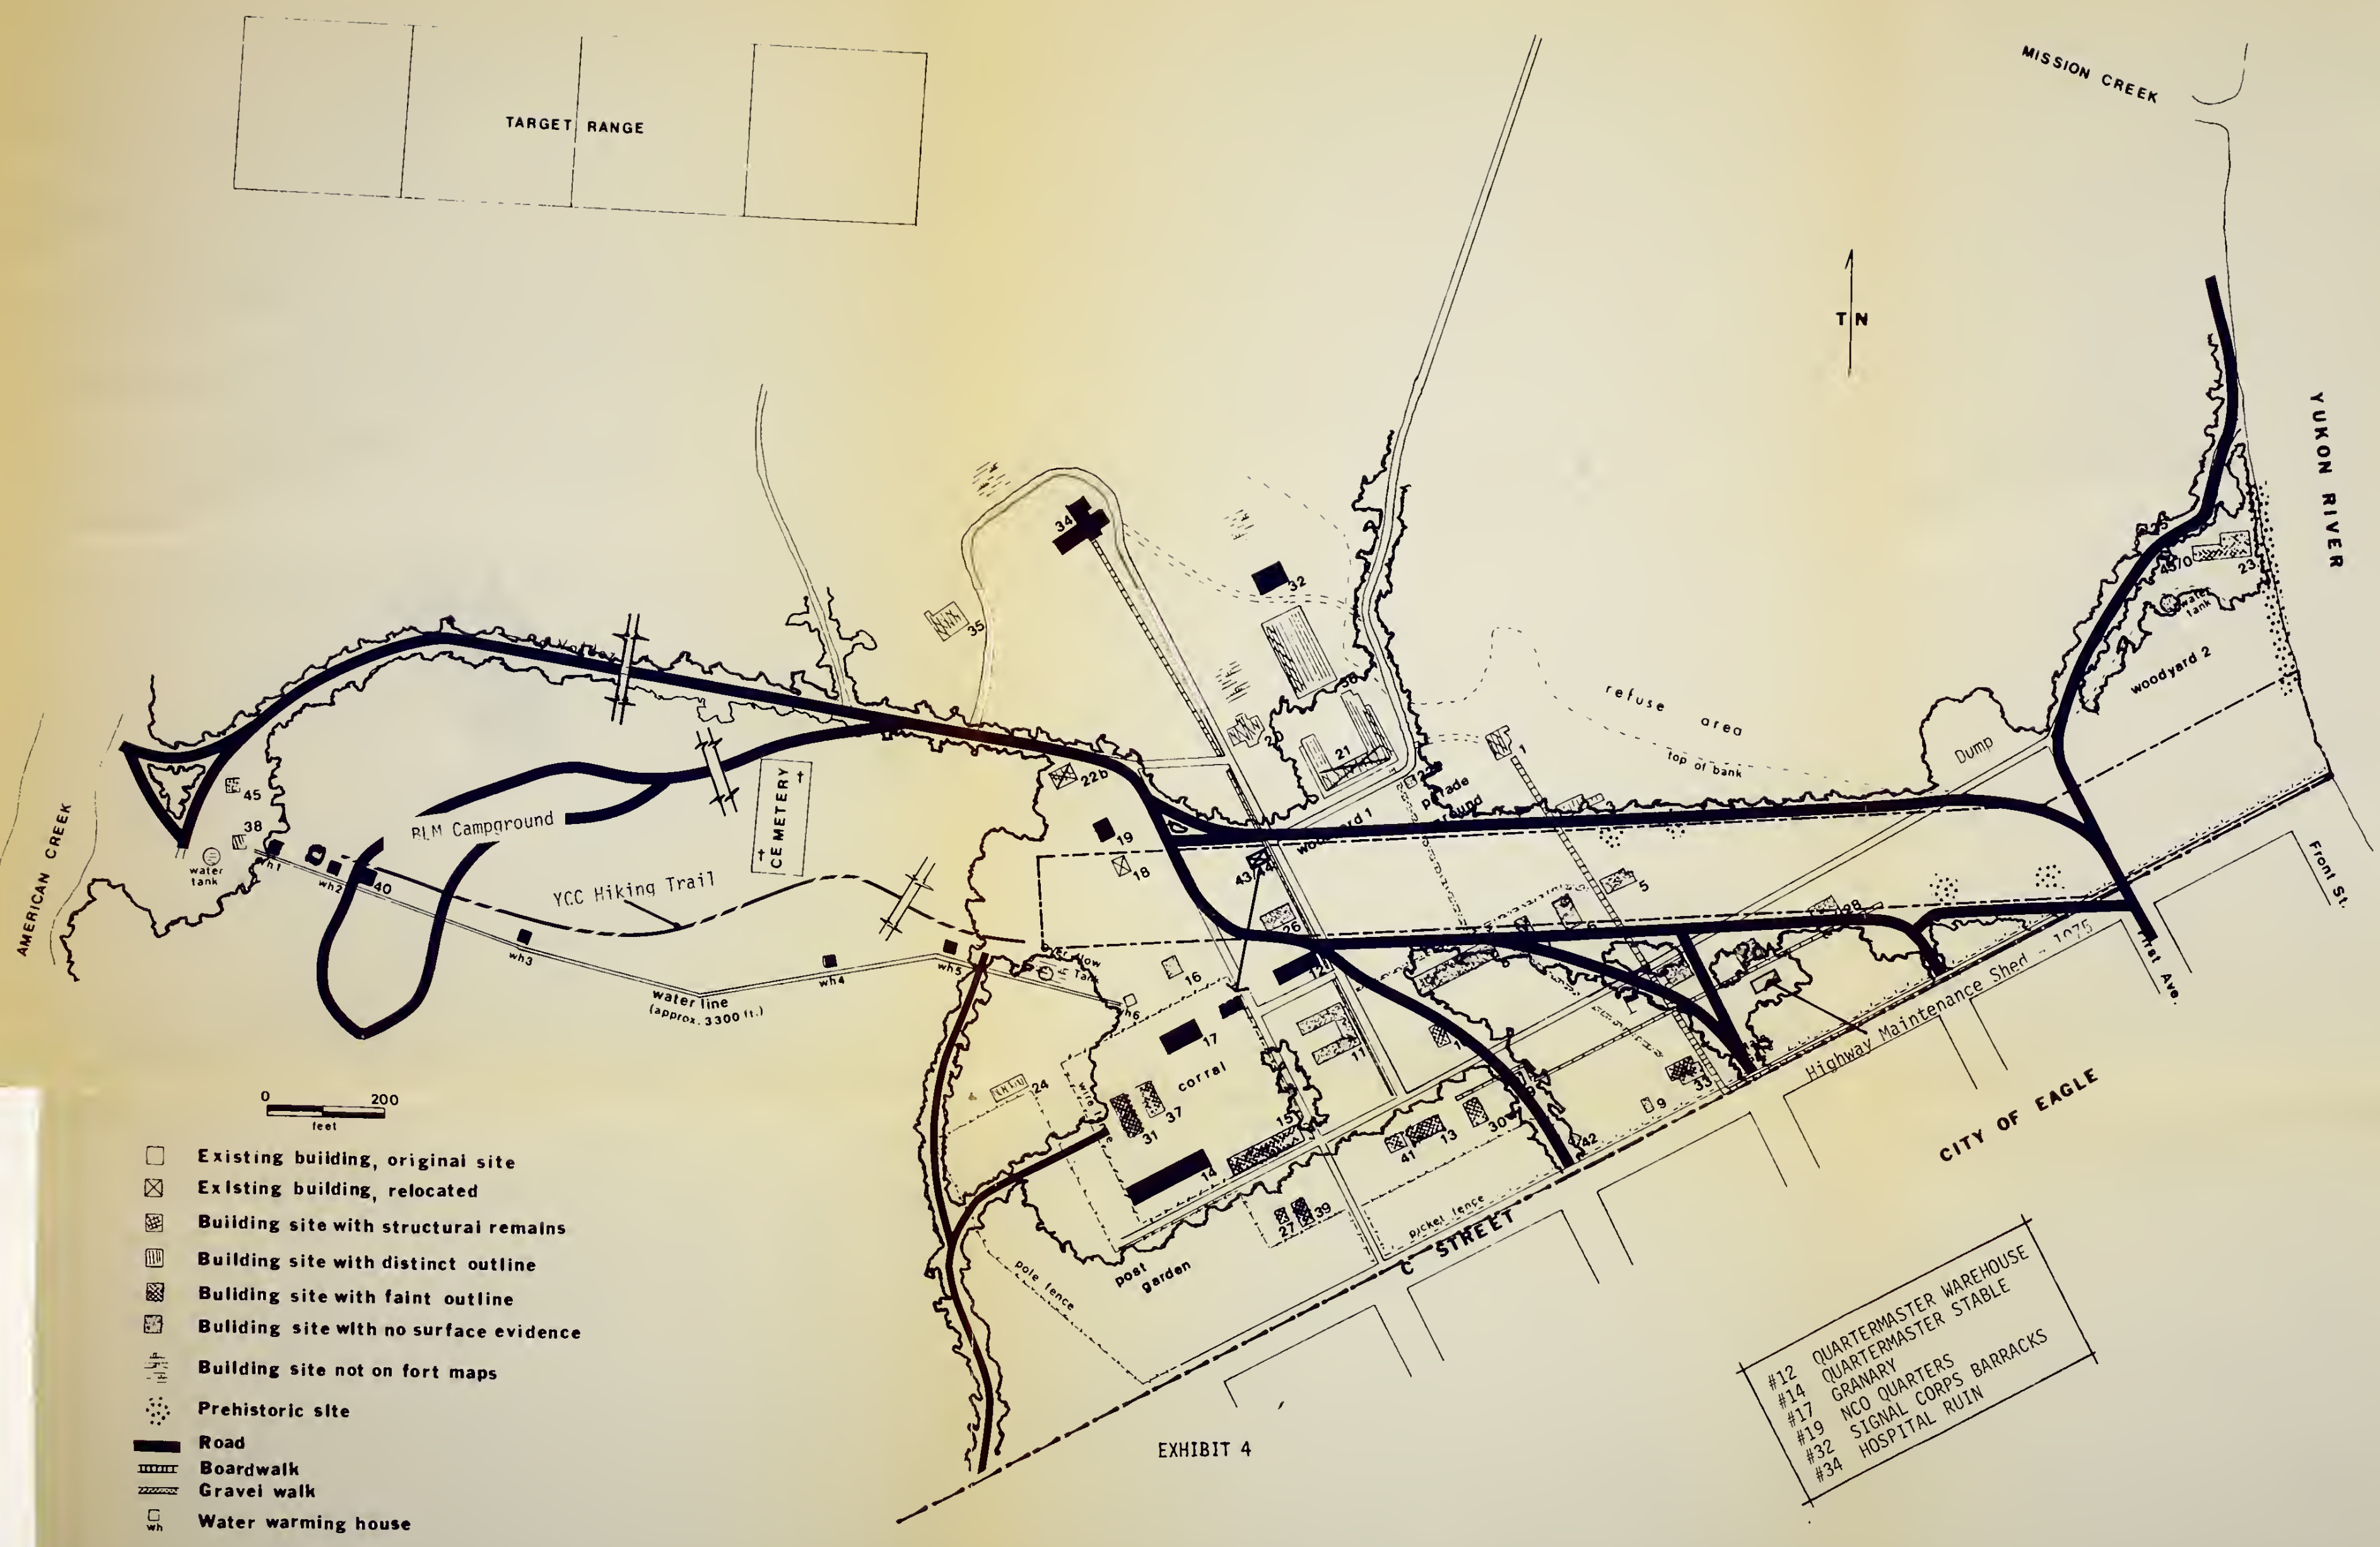 MISSION CREEK
TARGET RANGE
T N
YUKON RIVER
34
32
35
23
water
tank
woodyard 2
refuse area
top of bank
Dump
1
21
22b
parade
ground
3
45
38
BLM Campground
CEMETERY
19
18
43
5
AMERICAN CREEK
water
tank
wh1
wh2
40
YCC Hiking Trail
26
6
28
Front St.
wh3
wh4
wh5
Tank
16
12
water line
(approx. 3300 ft.)
Highway Maintenance Shed - 1975
17
11
corral
33
24
37
31
15
9
13
30
41
42
14
CITY OF EAGLE
27
39
picket fence
C STREET
post
garden
pole fence
0 200
feet
Existing building, original site
Existing building, relocated
Building site with structural remains
Building site with distinct outline
Building site with faint outline
Building site with no surface evidence
Building site not on fort maps
Prehistoric site
Road
Boardwalk
Gravel walk
wh Water warming house
EXHIBIT 4
#12 QUARTERMASTER WAREHOUSE
#14 QUARTERMASTER STABLE
#17 GRANARY
#19 NCO QUARTERS
#32 SIGNAL CORPS BARRACKS
#34 HOSPITAL RUIN